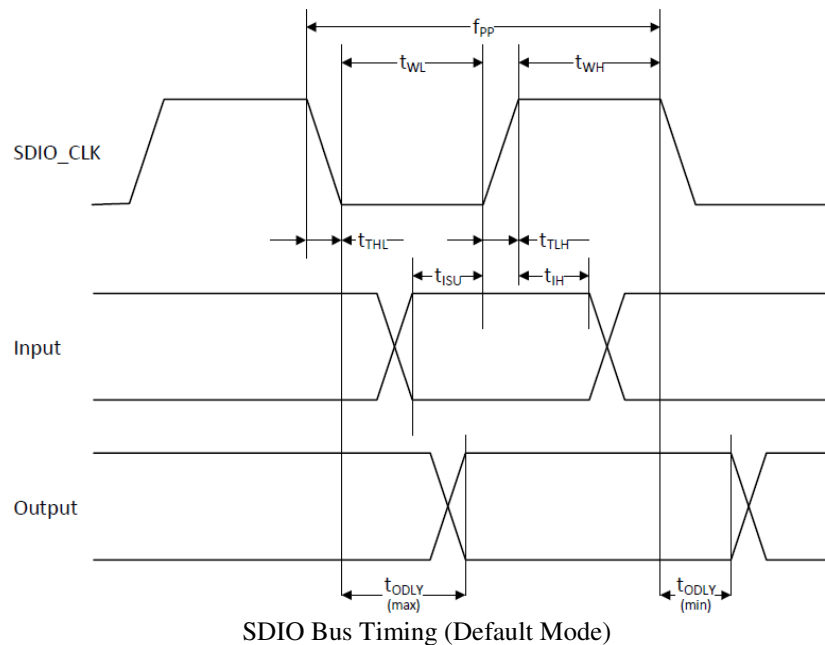 fPP
tWL
tWH
SDIO_CLK
tTHL
tTLH
tISU
tIH
Input
Output
tODLY
(max)
tODLY
(min)
SDIO Bus Timing (Default Mode)